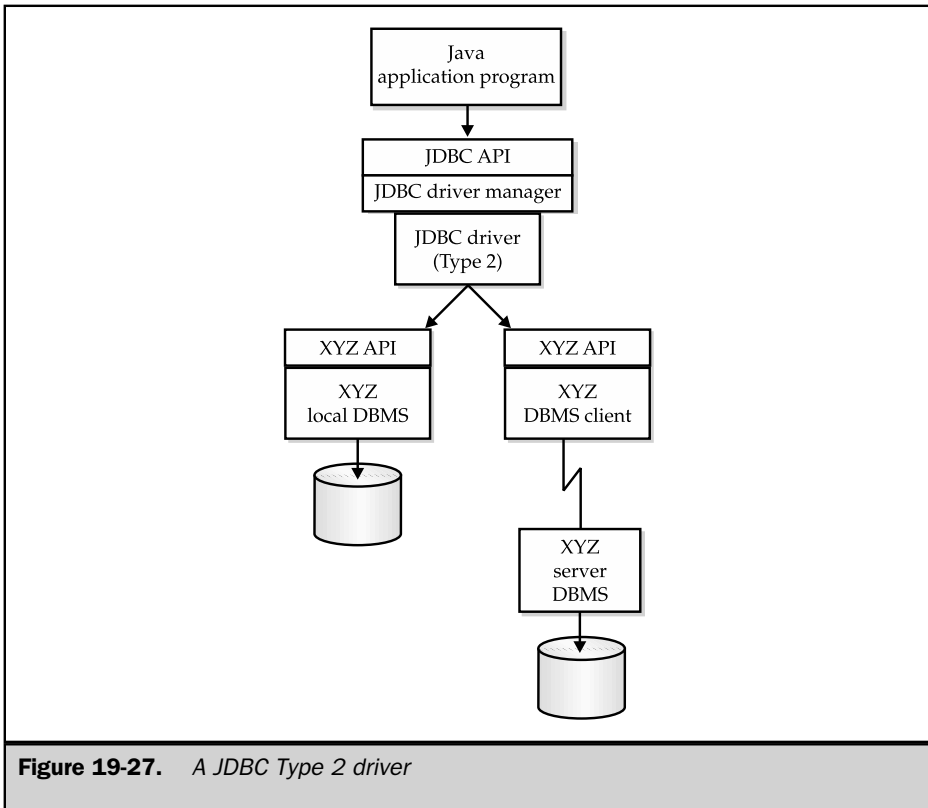 Java
application program
JDBC API
JDBC driver manager
JDBC driver
(Type 2)
XYZ API
XYZ
local DBMS
XYZ API
XYZ
DBMS client
XYZ
server
DBMS
Figure 19-27. A JDBC Type 2 driver